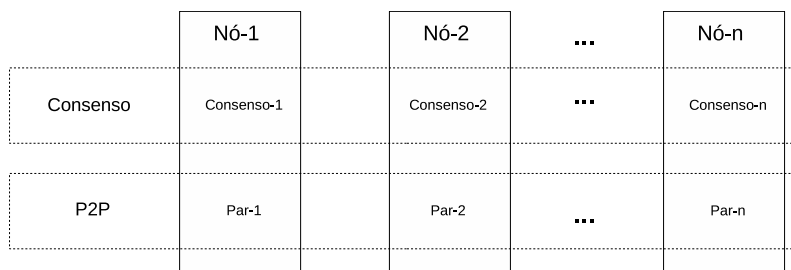 Nó-1 Nó-2 ... Nó-n
Consenso Consenso-1 Consenso-2 ... Consenso-n
P2P Par-1 Par-2 ... Par-n